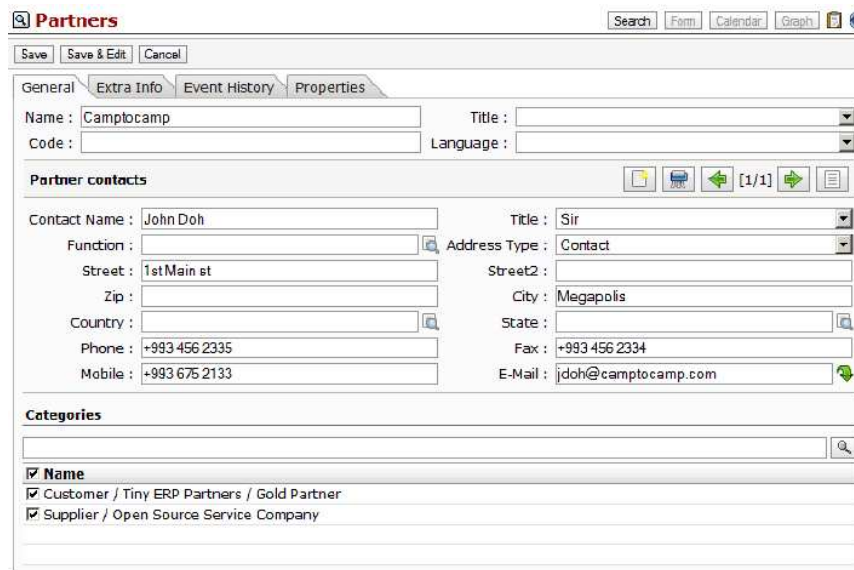 Partners Search Form Calendar Graph
Save Save & Edit Cancel
General Extra Info Event History Properties
Name : Camptocamp Title :
Code : Language :
Partner contacts [1/1]
Contact Name : John Doh Title : Sir
Function : Address Type : Contact
Street : 1st Main st Street2 :
Zip : City : Megapolis
Country : State :
Phone : +993 456 2335 Fax : +993 456 2334
Mobile : +993 675 2133 E-Mail : jdoh@camptocamp.com
Categories
Name
Customer / Tiny ERP Partners / Gold Partner
Supplier / Open Source Service Company